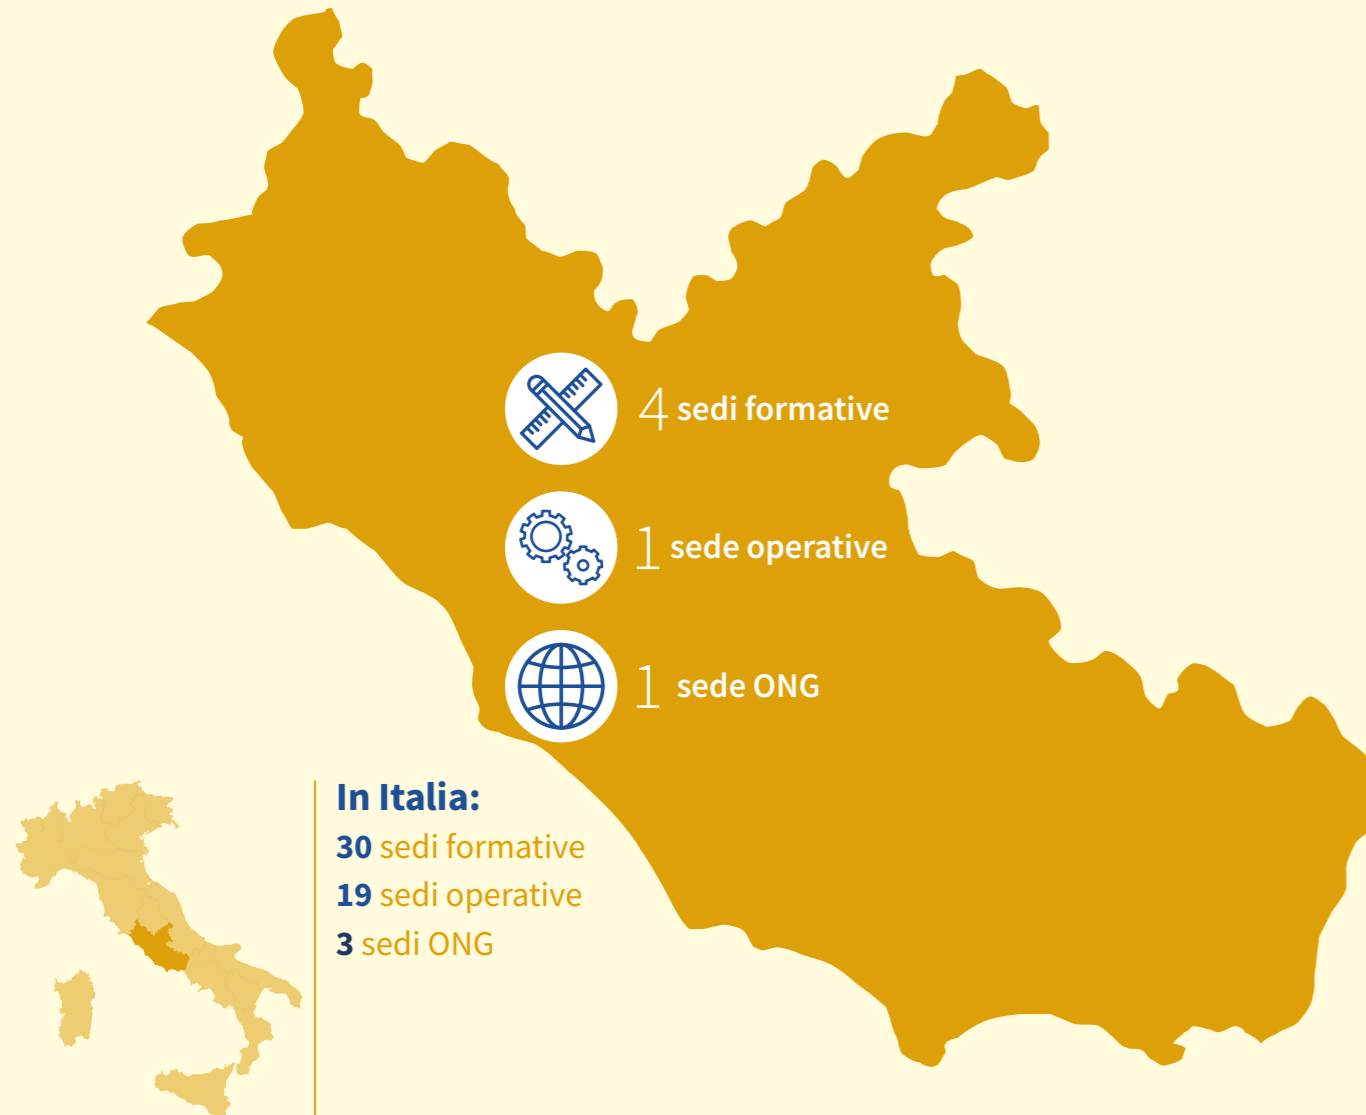 4 sedi formative
1 sede operative
1 sede ONG
In Italia:
30 sedi formative
19 sedi operative
3 sedi ONG